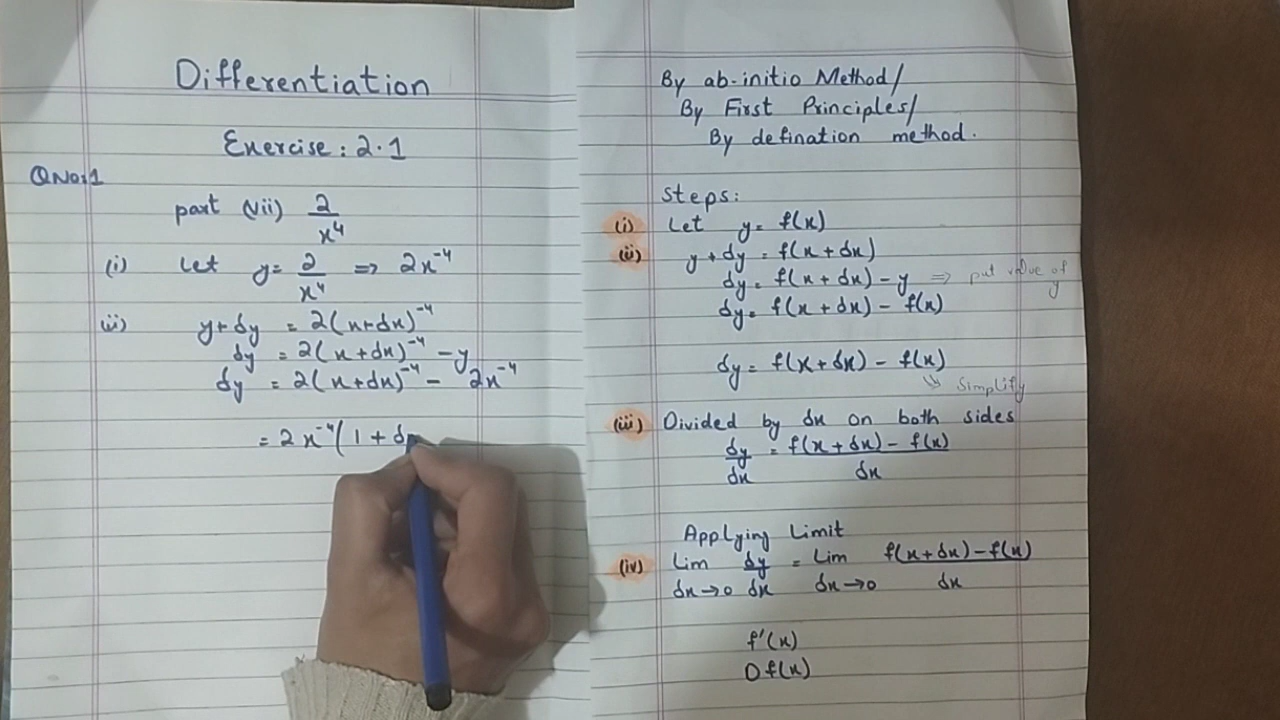 Differentiation
Exercise: 2.1
QNo:1
part (vii) 2/x⁴
(i) Let y = 2/x⁴ => 2x⁻⁴
ii) y+δy = 2(x+δx)⁻⁴
δy = 2(x+δx)⁻⁴ - y
δy = 2(x+δx)⁻⁴ - 2x⁻⁴
= 2x⁻⁴(1 + δ
By ab-initio Method/
By First Principles/
By defination method.
Steps:
(i) Let y = f(x)
(ii) y + δy = f(x + δx)
δy = f(x + δx) - y => put value of y
δy = f(x + δx) - f(x)
δy = f(x + δx) - f(x)
Simplify
(iii) Divided by δx on both sides
δy/δx = f(x + δx) - f(x)/δx
Applying Limit
(iv) Lim δx→0 δy/δx = Lim δx→0 f(x+δx)-f(x)/δx
f'(x)
Df(x)